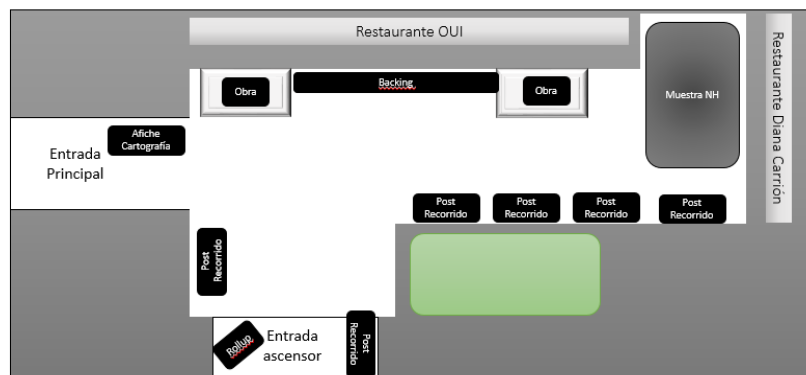 Restaurante OUI
Restaurante Diana Carrión
Obra
Backing
Obra
Muestra NH
Afiche
Cartografía
Entrada
Principal
Post
Recorrido
Post
Recorrido
Post
Recorrido
Post
Recorrido
Post
Recorrido
Rollup
Entrada
ascensor
Post
Recorrido